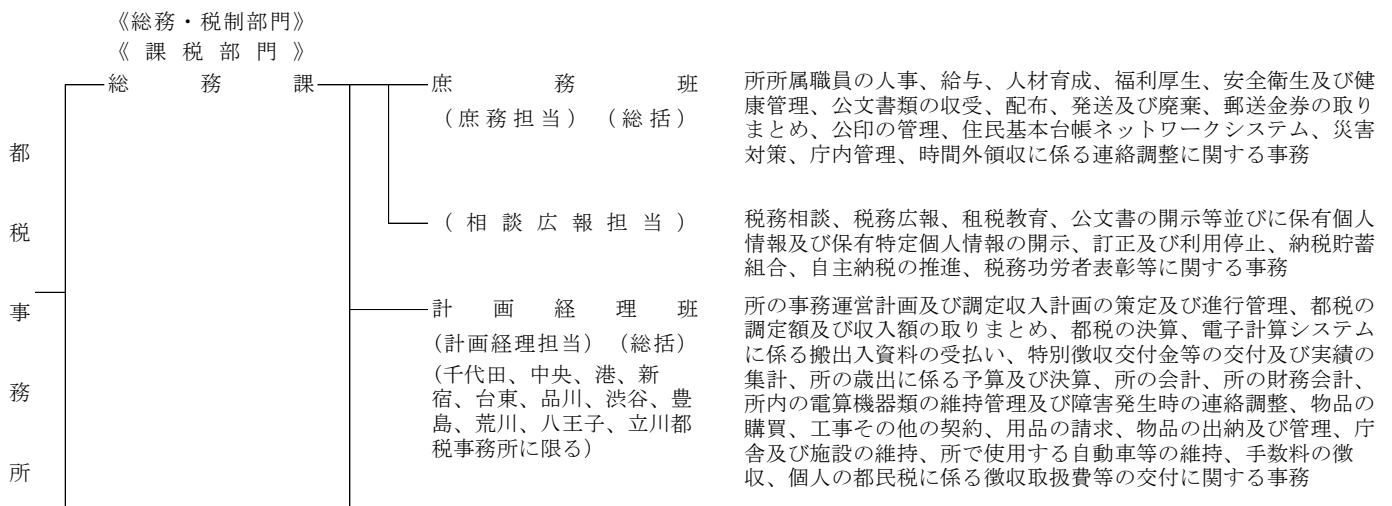 《総務・税制部門》
《課税部門》
都税事務所
総務課
庶務班
(庶務担当)(総括)
所所属職員の人事、給与、人材育成、福利厚生、安全衛生及び健
康管理、公文書類の収受、配布、発送及び廃棄、郵送金券の取り
まとめ、公印の管理、住民基本台帳ネットワークシステム、災害
対策、庁内管理、時間外領収に係る連絡調整に関する事務
(相談広報担当)
税務相談、税務広報、租税教育、公文書の開示等並びに保有個人
情報及び保有特定個人情報の開示、訂正及び利用停止、納税貯蓄
組合、自主納税の推進、税務功労者表彰等に関する事務
計画経理班
(計画経理担当)(総括)
(千代田、中央、港、新
宿、台東、品川、渋谷、豊
島、荒川、八王子、立川都
税事務所に限る)
所の事務運営計画及び調定収入計画の策定及び進行管理、都税の
調定額及び収入額の取りまとめ、都税の決算、電子計算システム
に係る搬出入資料の受払い、特別徴収交付金等の交付及び実績の
集計、所の歳出に係る予算及び決算、所の会計、所の財務会計、
所内の電算機器類の維持管理及び障害発生時の連絡調整、物品の
購買、工事その他の契約、用品の請求、物品の出納及び管理、庁
舎及び施設の維持、所で使用する自動車等の維持、手数料の徴
収、個人の都民税に係る徴収取扱費等の交付に関する事務